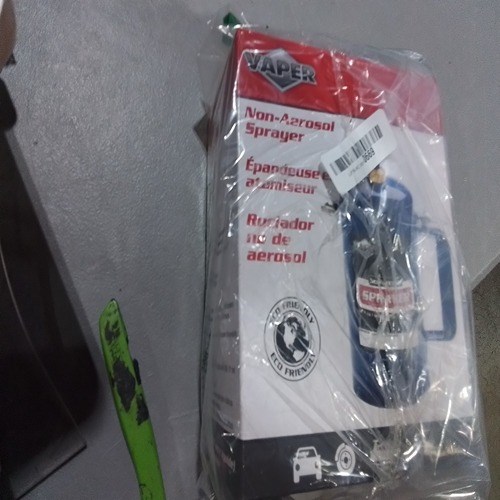 VAPER
Non-Aerosol
Sprayer
Épandeuse
atomiseur
Rociador
no de
aerosol
SPRAYER
ECO FRIENDLY
ECO FRIENDLY